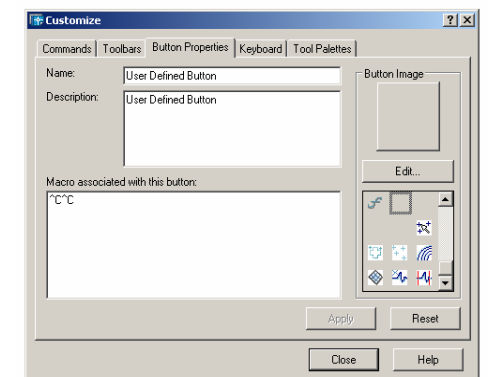 Customize
Commands Toolbars Button Properties Keyboard Tool Palettes
Name:
User Defined Button
Button Image
Description:
User Defined Button
Edit...
Macro associated with this button:
^C^C
Apply Reset
Close Help